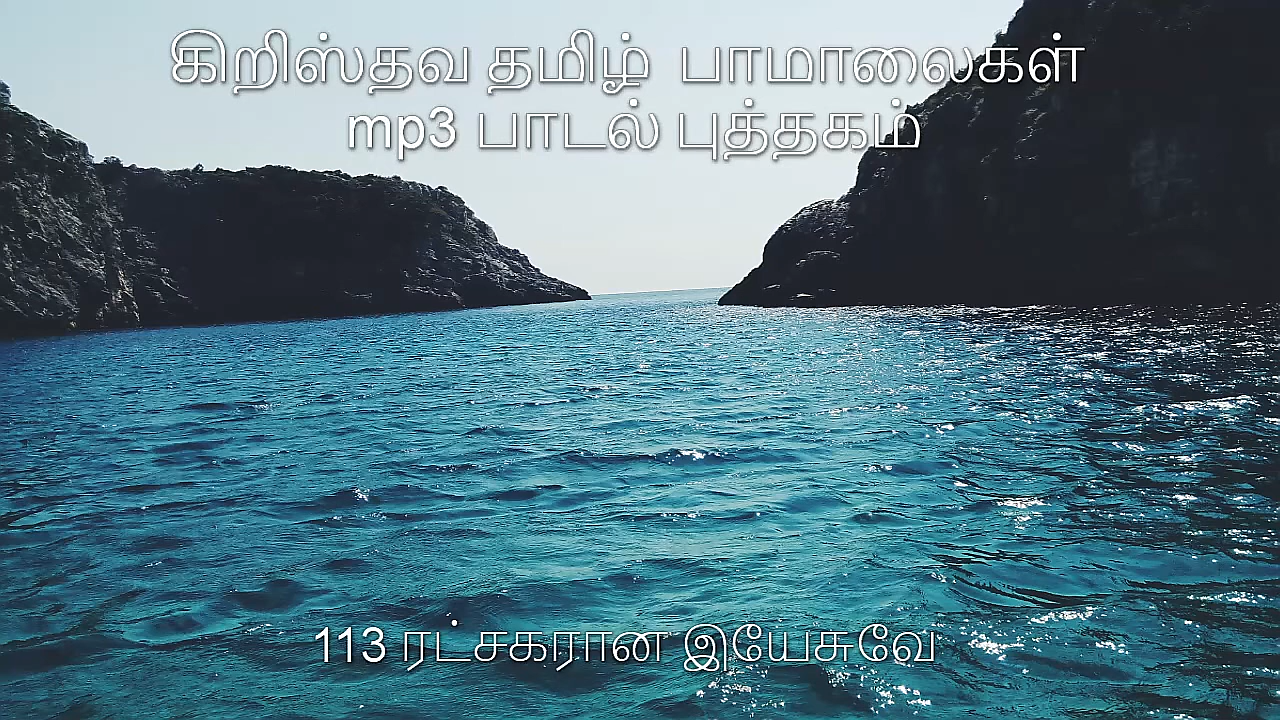 கிறிஸ்தவ தமிழ் பாமாலைகள்
mp3 பாடல் புத்தகம்
113 ரட்சகரான இயேசுவே